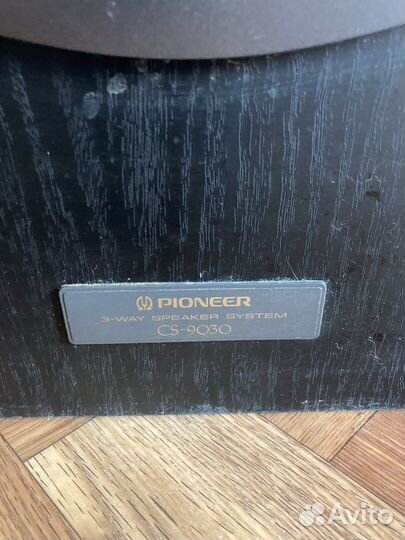 PIONEER
3-WAY SPEAKER SYSTEM
CS-9030
Avito